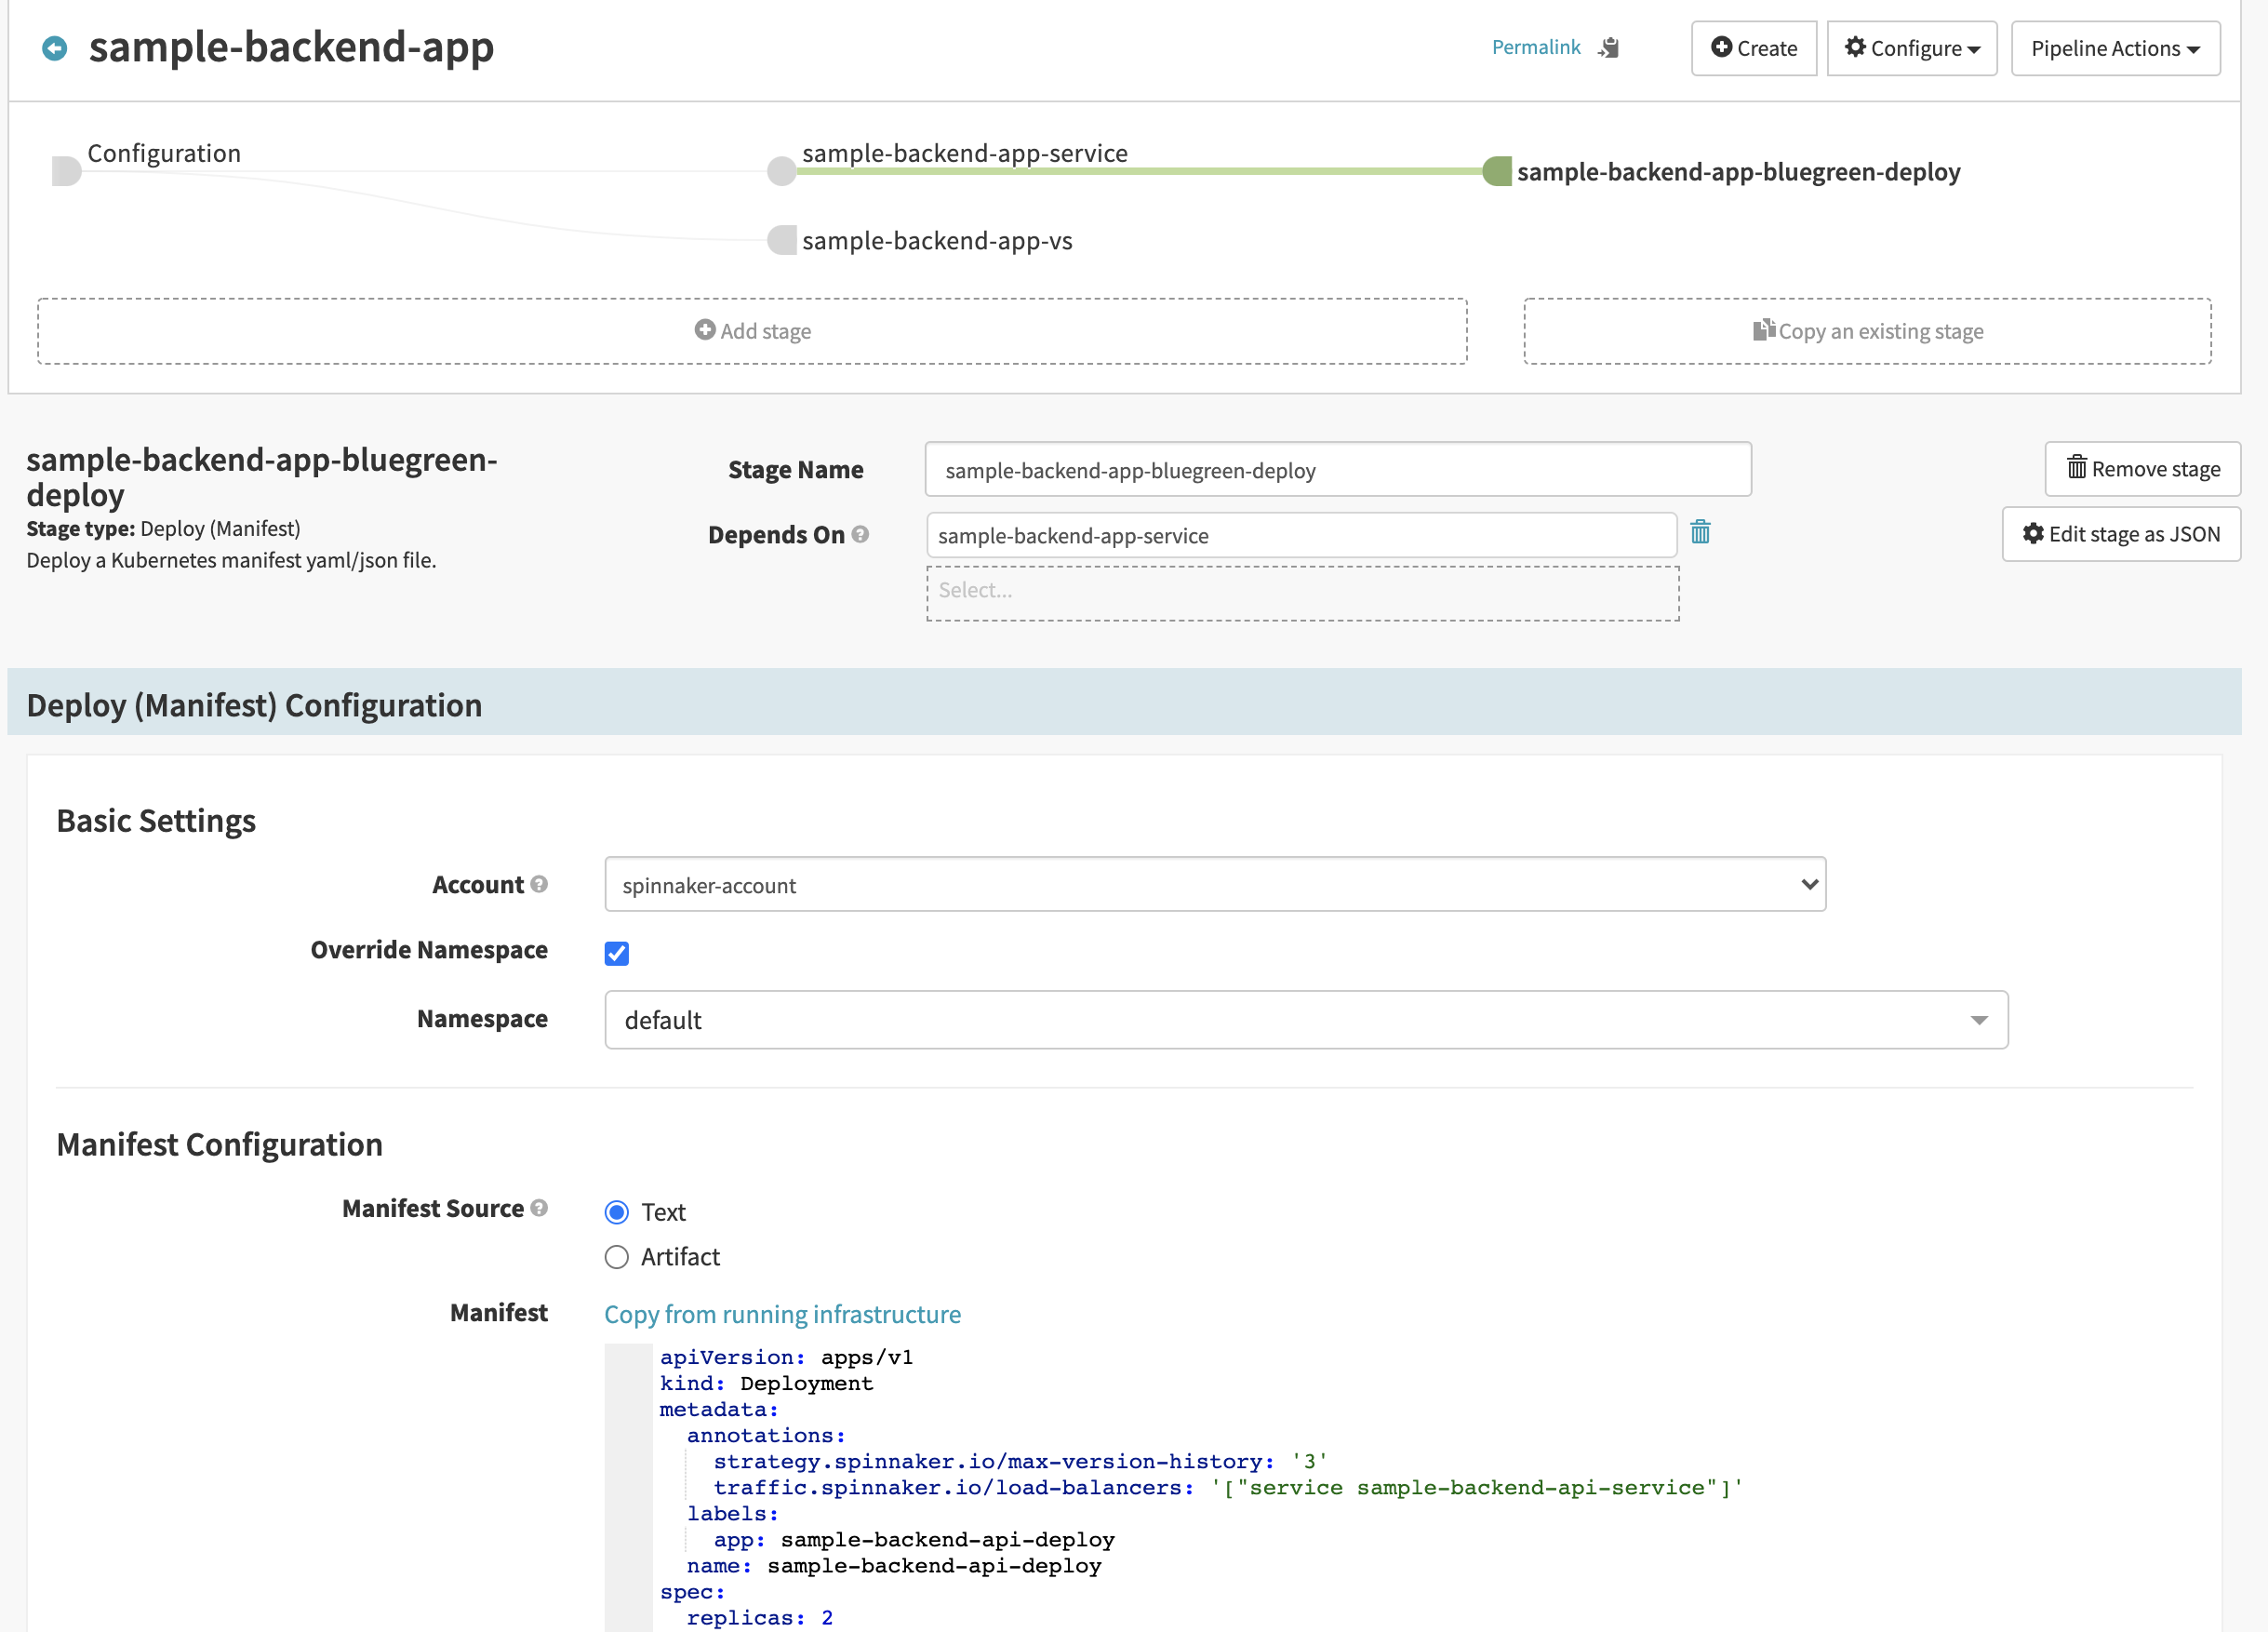 sample-backend-app
Permalink
Create
Configure
Pipeline Actions
Configuration
sample-backend-app-service
sample-backend-app-bluegreen-deploy
sample-backend-app-vs
Add stage
Copy an existing stage
sample-backend-app-bluegreen-
deploy
Stage type: Deploy (Manifest)
Deploy a Kubernetes manifest yaml/json file.
Stage Name
sample-backend-app-bluegreen-deploy
Remove stage
Depends On ?
sample-backend-app-service
Edit stage as JSON
Select...
Deploy (Manifest) Configuration
Basic Settings
Account ?
spinnaker-account
Override Namespace
Namespace
default
Manifest Configuration
Manifest Source ?
Text
Artifact
Manifest
Copy from running infrastructure
apiVersion: apps/v1
kind: Deployment
metadata:
  annotations:
    strategy.spinnaker.io/max-version-history: '3'
    traffic.spinnaker.io/load-balancers: '["service sample-backend-api-service"]'
  labels:
    app: sample-backend-api-deploy
  name: sample-backend-api-deploy
spec:
  replicas: 2